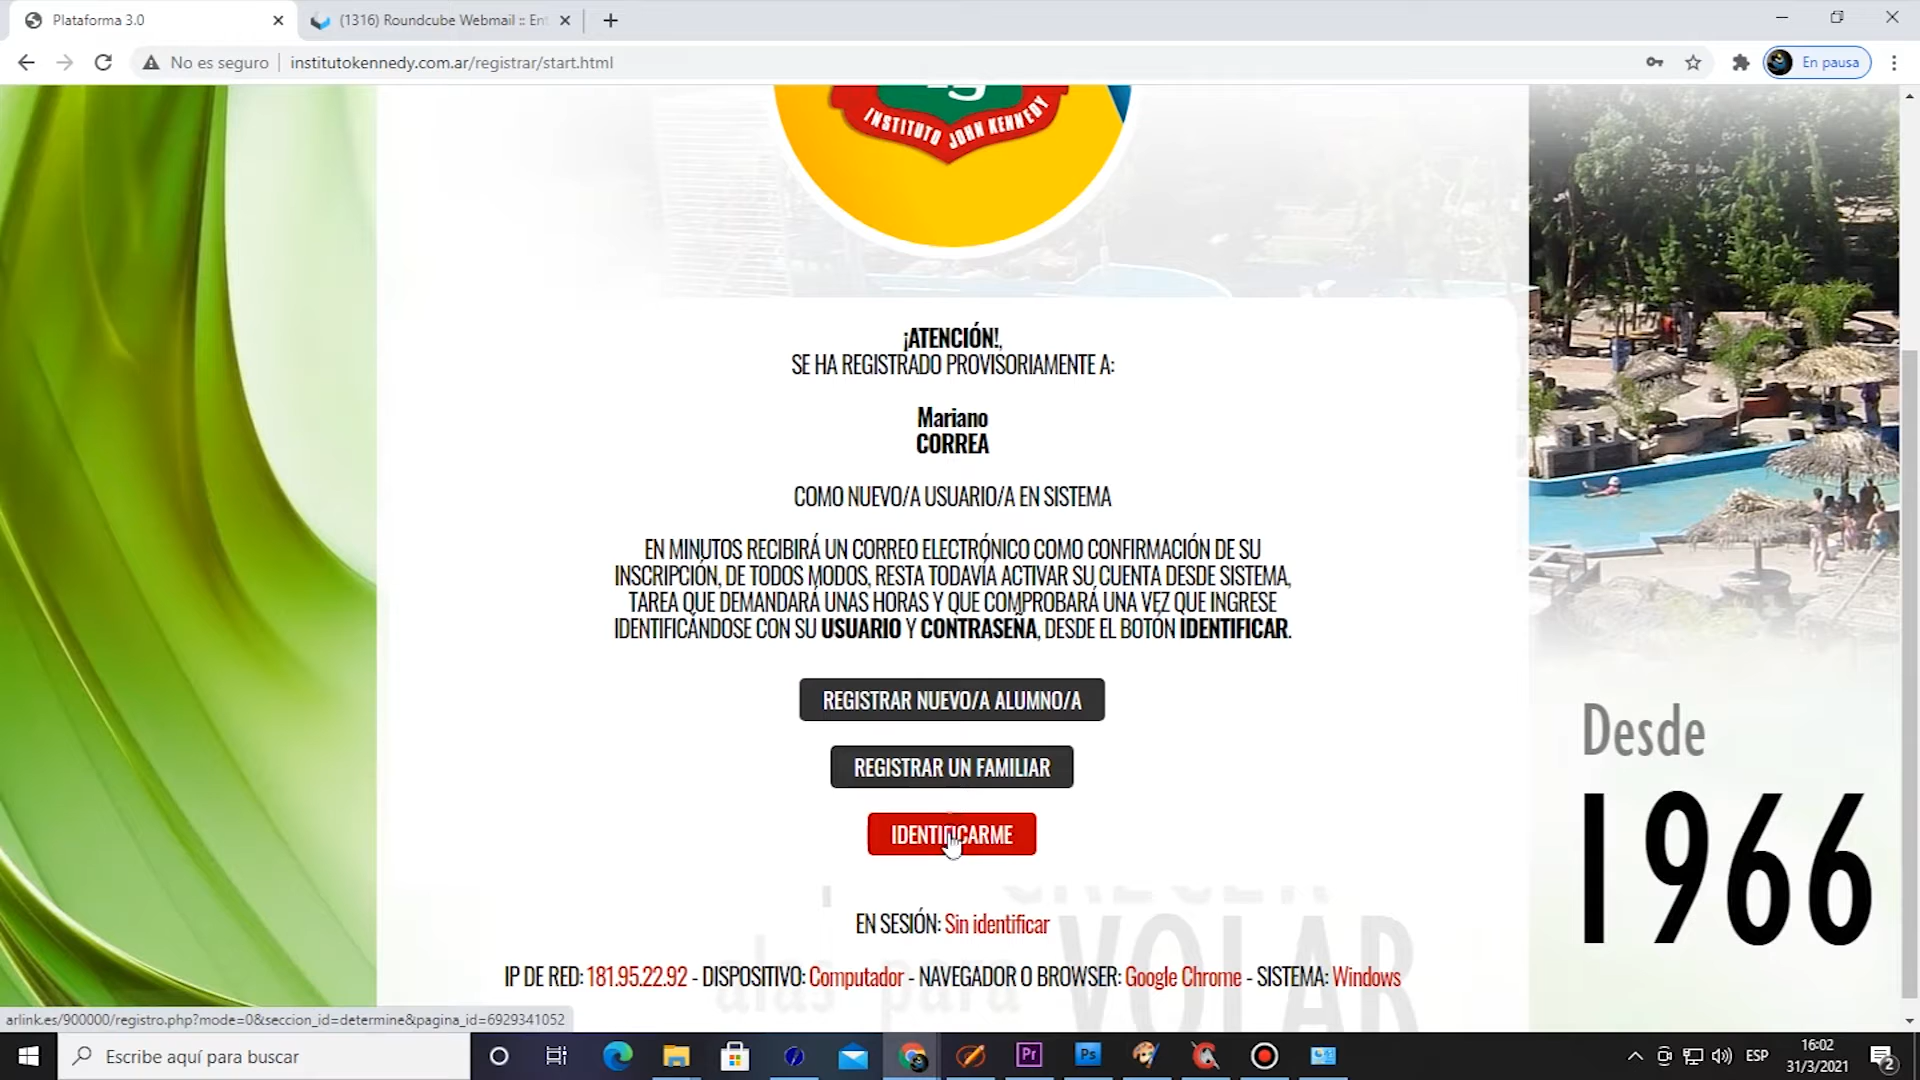 Plataforma 3.0
(1316) Roundcube Webmail :: Ent
No es seguro
institutokennedy.com.ar/registrar/start.html
En pausa
INSTITUTO JOHN KENNEDY
¡ATENCIÓN!,
SE HA REGISTRADO PROVISORIAMENTE A:
Mariano
CORREA
COMO NUEVO/A USUARIO/A EN SISTEMA
EN MINUTOS RECIBIRÁ UN CORREO ELECTRÓNICO COMO CONFIRMACIÓN DE SU
INSCRIPCIÓN, DE TODOS MODOS, RESTA TODAVÍA ACTIVAR SU CUENTA DESDE SISTEMA,
TAREA QUE DEMANDARÁ UNAS HORAS Y QUE COMPROBARÁ UNA VEZ QUE INGRESE
IDENTIFICÁNDOSE CON SU USUARIO Y CONTRASEÑA, DESDE EL BOTÓN IDENTIFICAR.
REGISTRAR NUEVO/A ALUMNO/A
REGISTRAR UN FAMILIAR
IDENTIFICARME
Desde
1966
EN SESIÓN: Sin identificar
alas para VOLAR
IP DE RED: 181.95.22.92 - DISPOSITIVO: Computador - NAVEGADOR O BROWSER: Google Chrome - SISTEMA: Windows
arlink.es/900000/registro.php?mode=0&seccion_id=determine&pagina_id=6929341052
Escribe aquí para buscar
Pr
Ps
ESP
16:02
31/3/2021
2